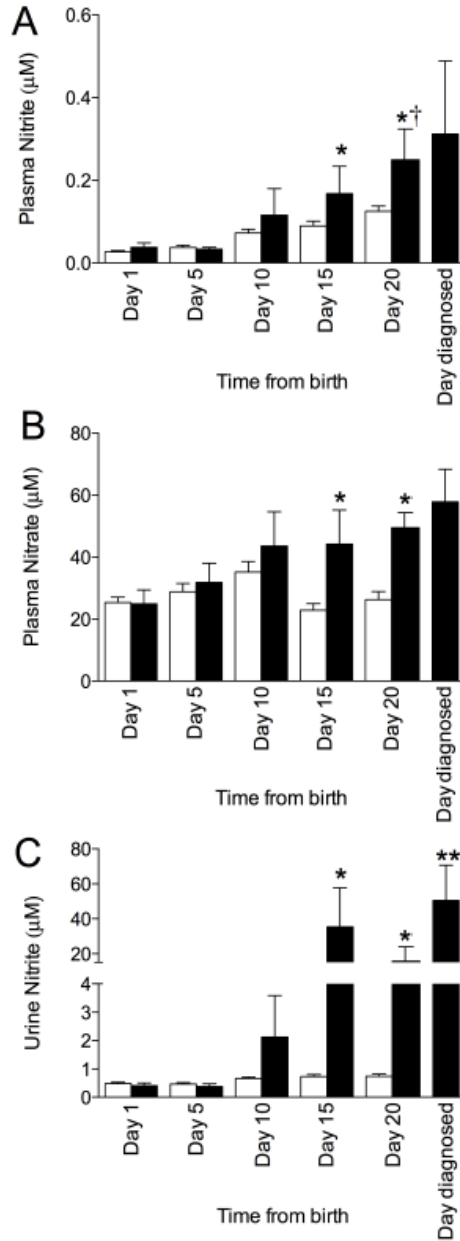 A
Plasma Nitrite (μM)
0.6
0.4
0.2
0.0
*
*†
Day 1
Day 5
Day 10
Day 15
Day 20
Day diagnosed
Time from birth
B
Plasma Nitrate (μM)
80
60
40
20
0
*
*
Day 1
Day 5
Day 10
Day 15
Day 20
Day diagnosed
Time from birth
C
Urine Nitrite (μM)
80
60
40
20
4
3
2
1
0
*
*
**
Day 1
Day 5
Day 10
Day 15
Day 20
Day diagnosed
Time from birth